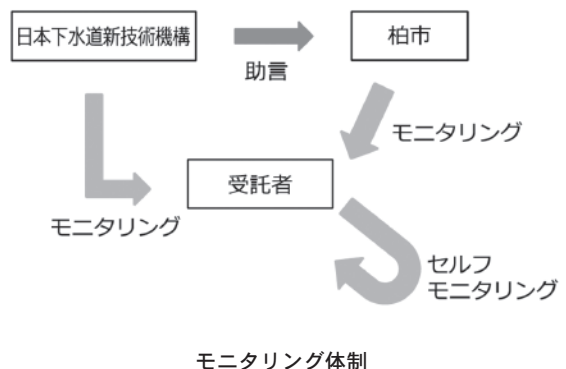 日本下水道新技術機構
柏市
助言
モニタリング
受託者
モニタリング
セルフ
モニタリング
モニタリング体制